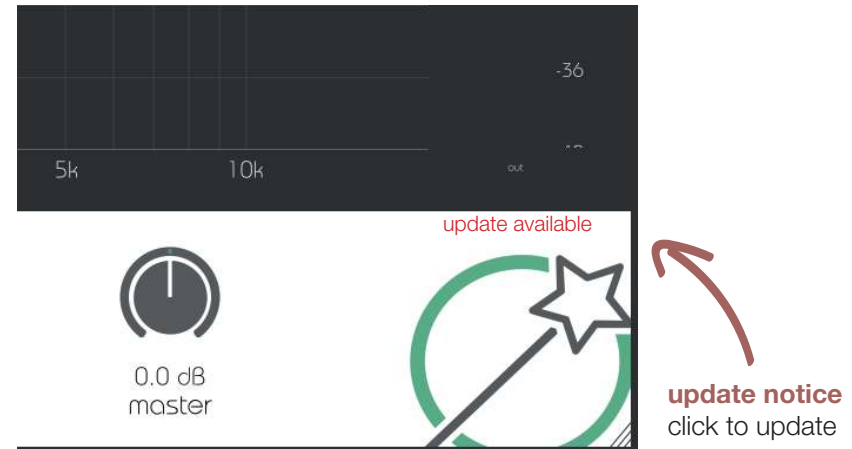 -36
5k 10k out
update available
0.0 dB
master
update notice
click to update